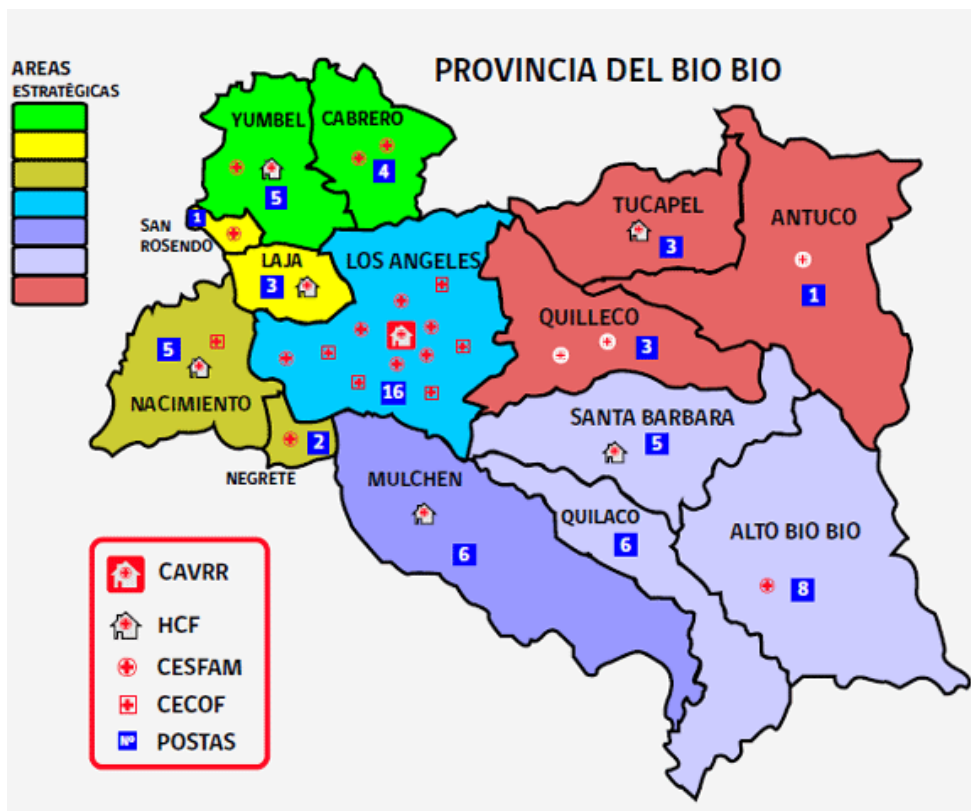 PROVINCIA DEL BIO BIO
AREAS
ESTRATÊGICAS
YUMBEL
CABRERO
4
5
TUCAPEL
3
ANTUCO
1
1
SAN
ROSENDO
LAJA
3
LOS ANGELES
16
QUILLECO
3
5
NACIMIENTO
2
NEGRETE
SANTA BARBARA
5
MULCHEN
6
QUILACO
6
ALTO BIO BIO
8
CAVRR
HCF
CESFAM
CECOF
Nº POSTAS